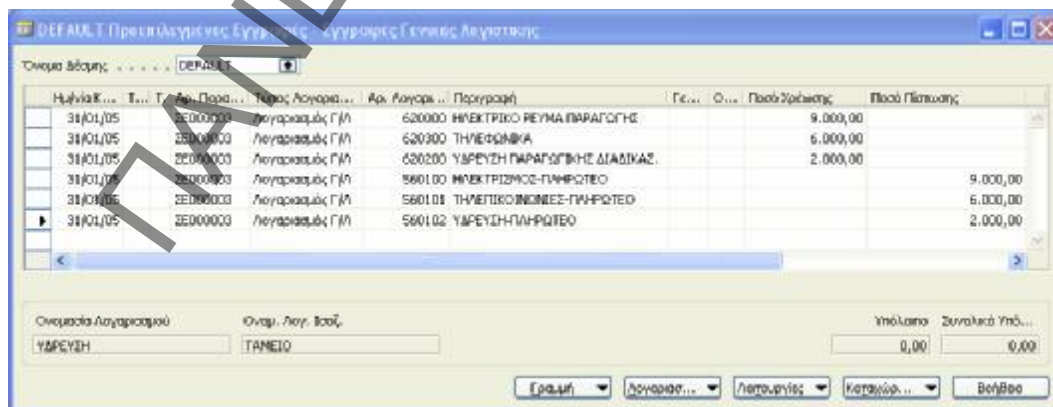 ΠΑΝΕ
DEFAULT Προεπιλεγμένες Εγγραφές - Εγγραφές Γενικής Λογιστικής
Όνομα Δέσμης . . . . . DEFAULT
Ημ/νία Κ... Τ... Τ. Αρ. Παρα... Τύπος Λογαρια... Αρ. Λογαρι... Περιγραφή Γε... Ο... Ποσό Χρέωσης Ποσό Πίστωσης
31/01/05 ΣΕ000003 Λογαριασμός Γ/Λ 620000 ΗΛΕΚΤΡΙΚΟ ΡΕΥΜΑ ΠΑΡΑΓΩΓΗΣ 9.000,00
31/01/05 ΣΕ000003 Λογαριασμός Γ/Λ 620300 ΤΗΛΕΦΩΝΙΚΑ 6.000,00
31/01/05 ΣΕ000003 Λογαριασμός Γ/Λ 620200 ΥΔΡΕΥΣΗ ΠΑΡΑΓΩΓΙΚΗΣ ΔΙΑΔΙΚΑΣ. 2.000,00
31/01/05 ΣΕ000003 Λογαριασμός Γ/Λ 560100 ΗΛΕΚΤΡΙΣΜΟΣ-ΠΛΗΡΩΤΕΟ 9.000,00
31/01/05 ΣΕ000003 Λογαριασμός Γ/Λ 560101 ΤΗΛΕΠΙΚΟΙΝΩΝΙΕΣ-ΠΛΗΡΩΤΕΟ 6.000,00
31/01/05 ΣΕ000003 Λογαριασμός Γ/Λ 560102 ΥΔΡΕΥΣΗ-ΠΛΗΡΩΤΕΟ 2.000,00
Ονομασία Λογαριασμού Όνομ. Λογ. Ισοζ. Υπόλοιπο Συνολικό Υπό...
ΥΔΡΕΥΣΗ ΤΑΜΕΙΟ 0,00 0,00
Γραμμή Λογαριασ... Λειτουργίες Καταχώρ... Βοήθεια